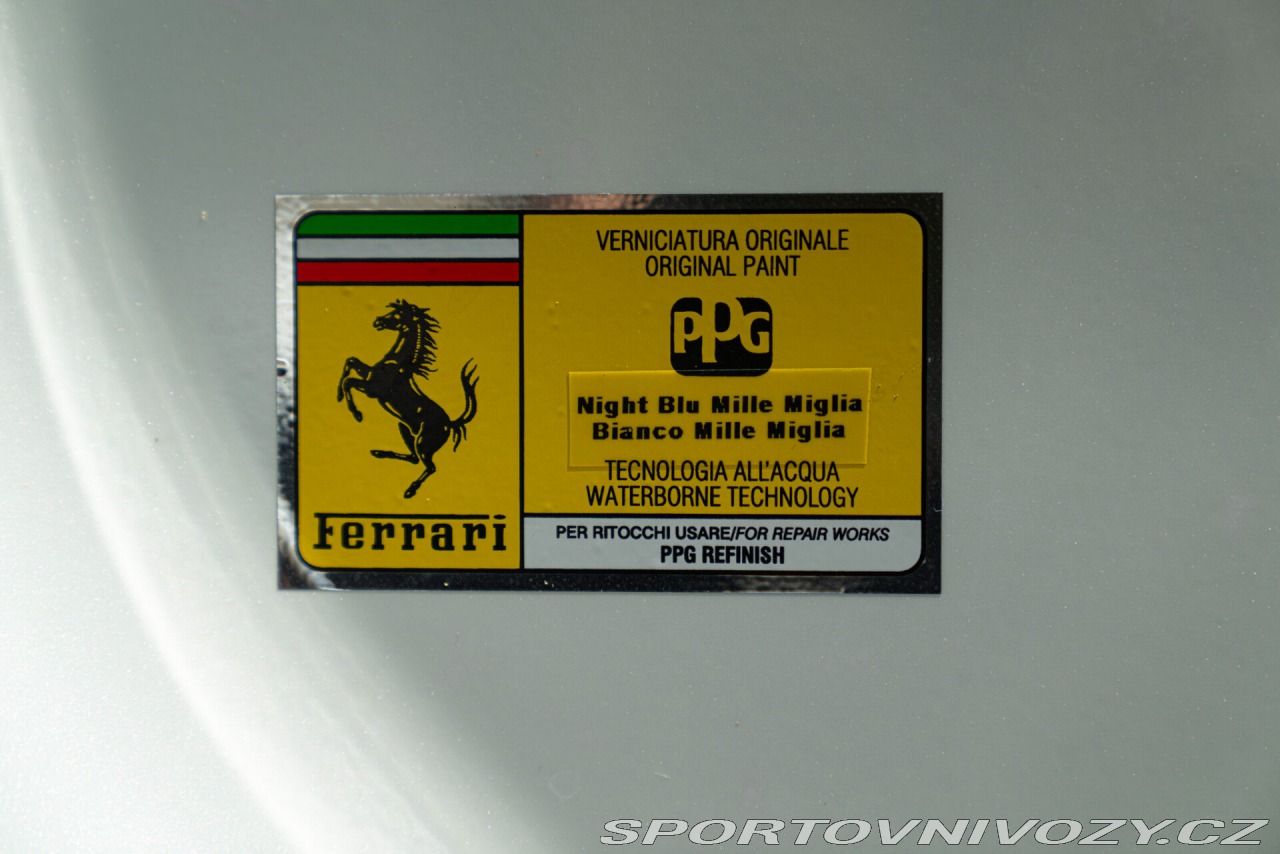 VERNICIATURA ORIGINALE
ORIGINAL PAINT
PPG
Night Blu Mille Miglia
Bianco Mille Miglia
TECNOLOGIA ALL'ACQUA
WATERBORNE TECHNOLOGY
Ferrari
PER RITOCCHI USARE/FOR REPAIR WORKS
PPG REFINISH
SPORTOVNIVOZY.CZ